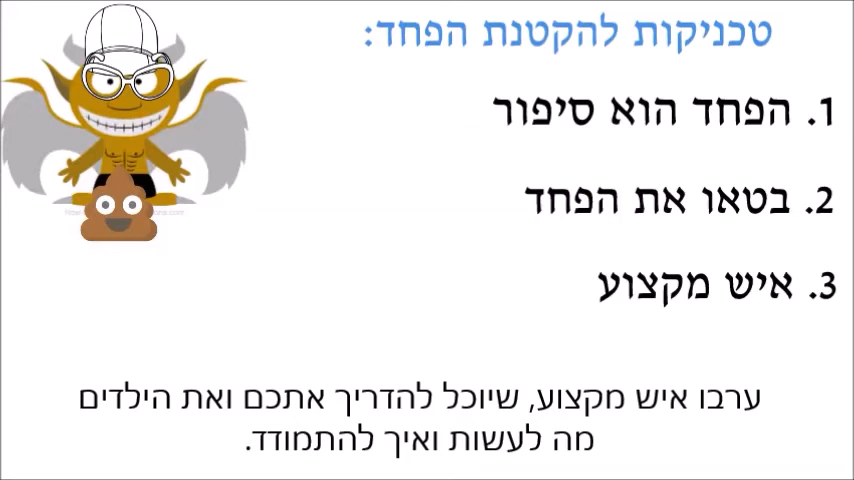 טכניקות להקטנת הפחד:
1. הפחד הוא סיפור
2. בטאו את הפחד
3. איש מקצוע
ערבו איש מקצוע, שיוכל להדריך אתכם ואת הילדים
מה לעשות ואיך להתמודד.